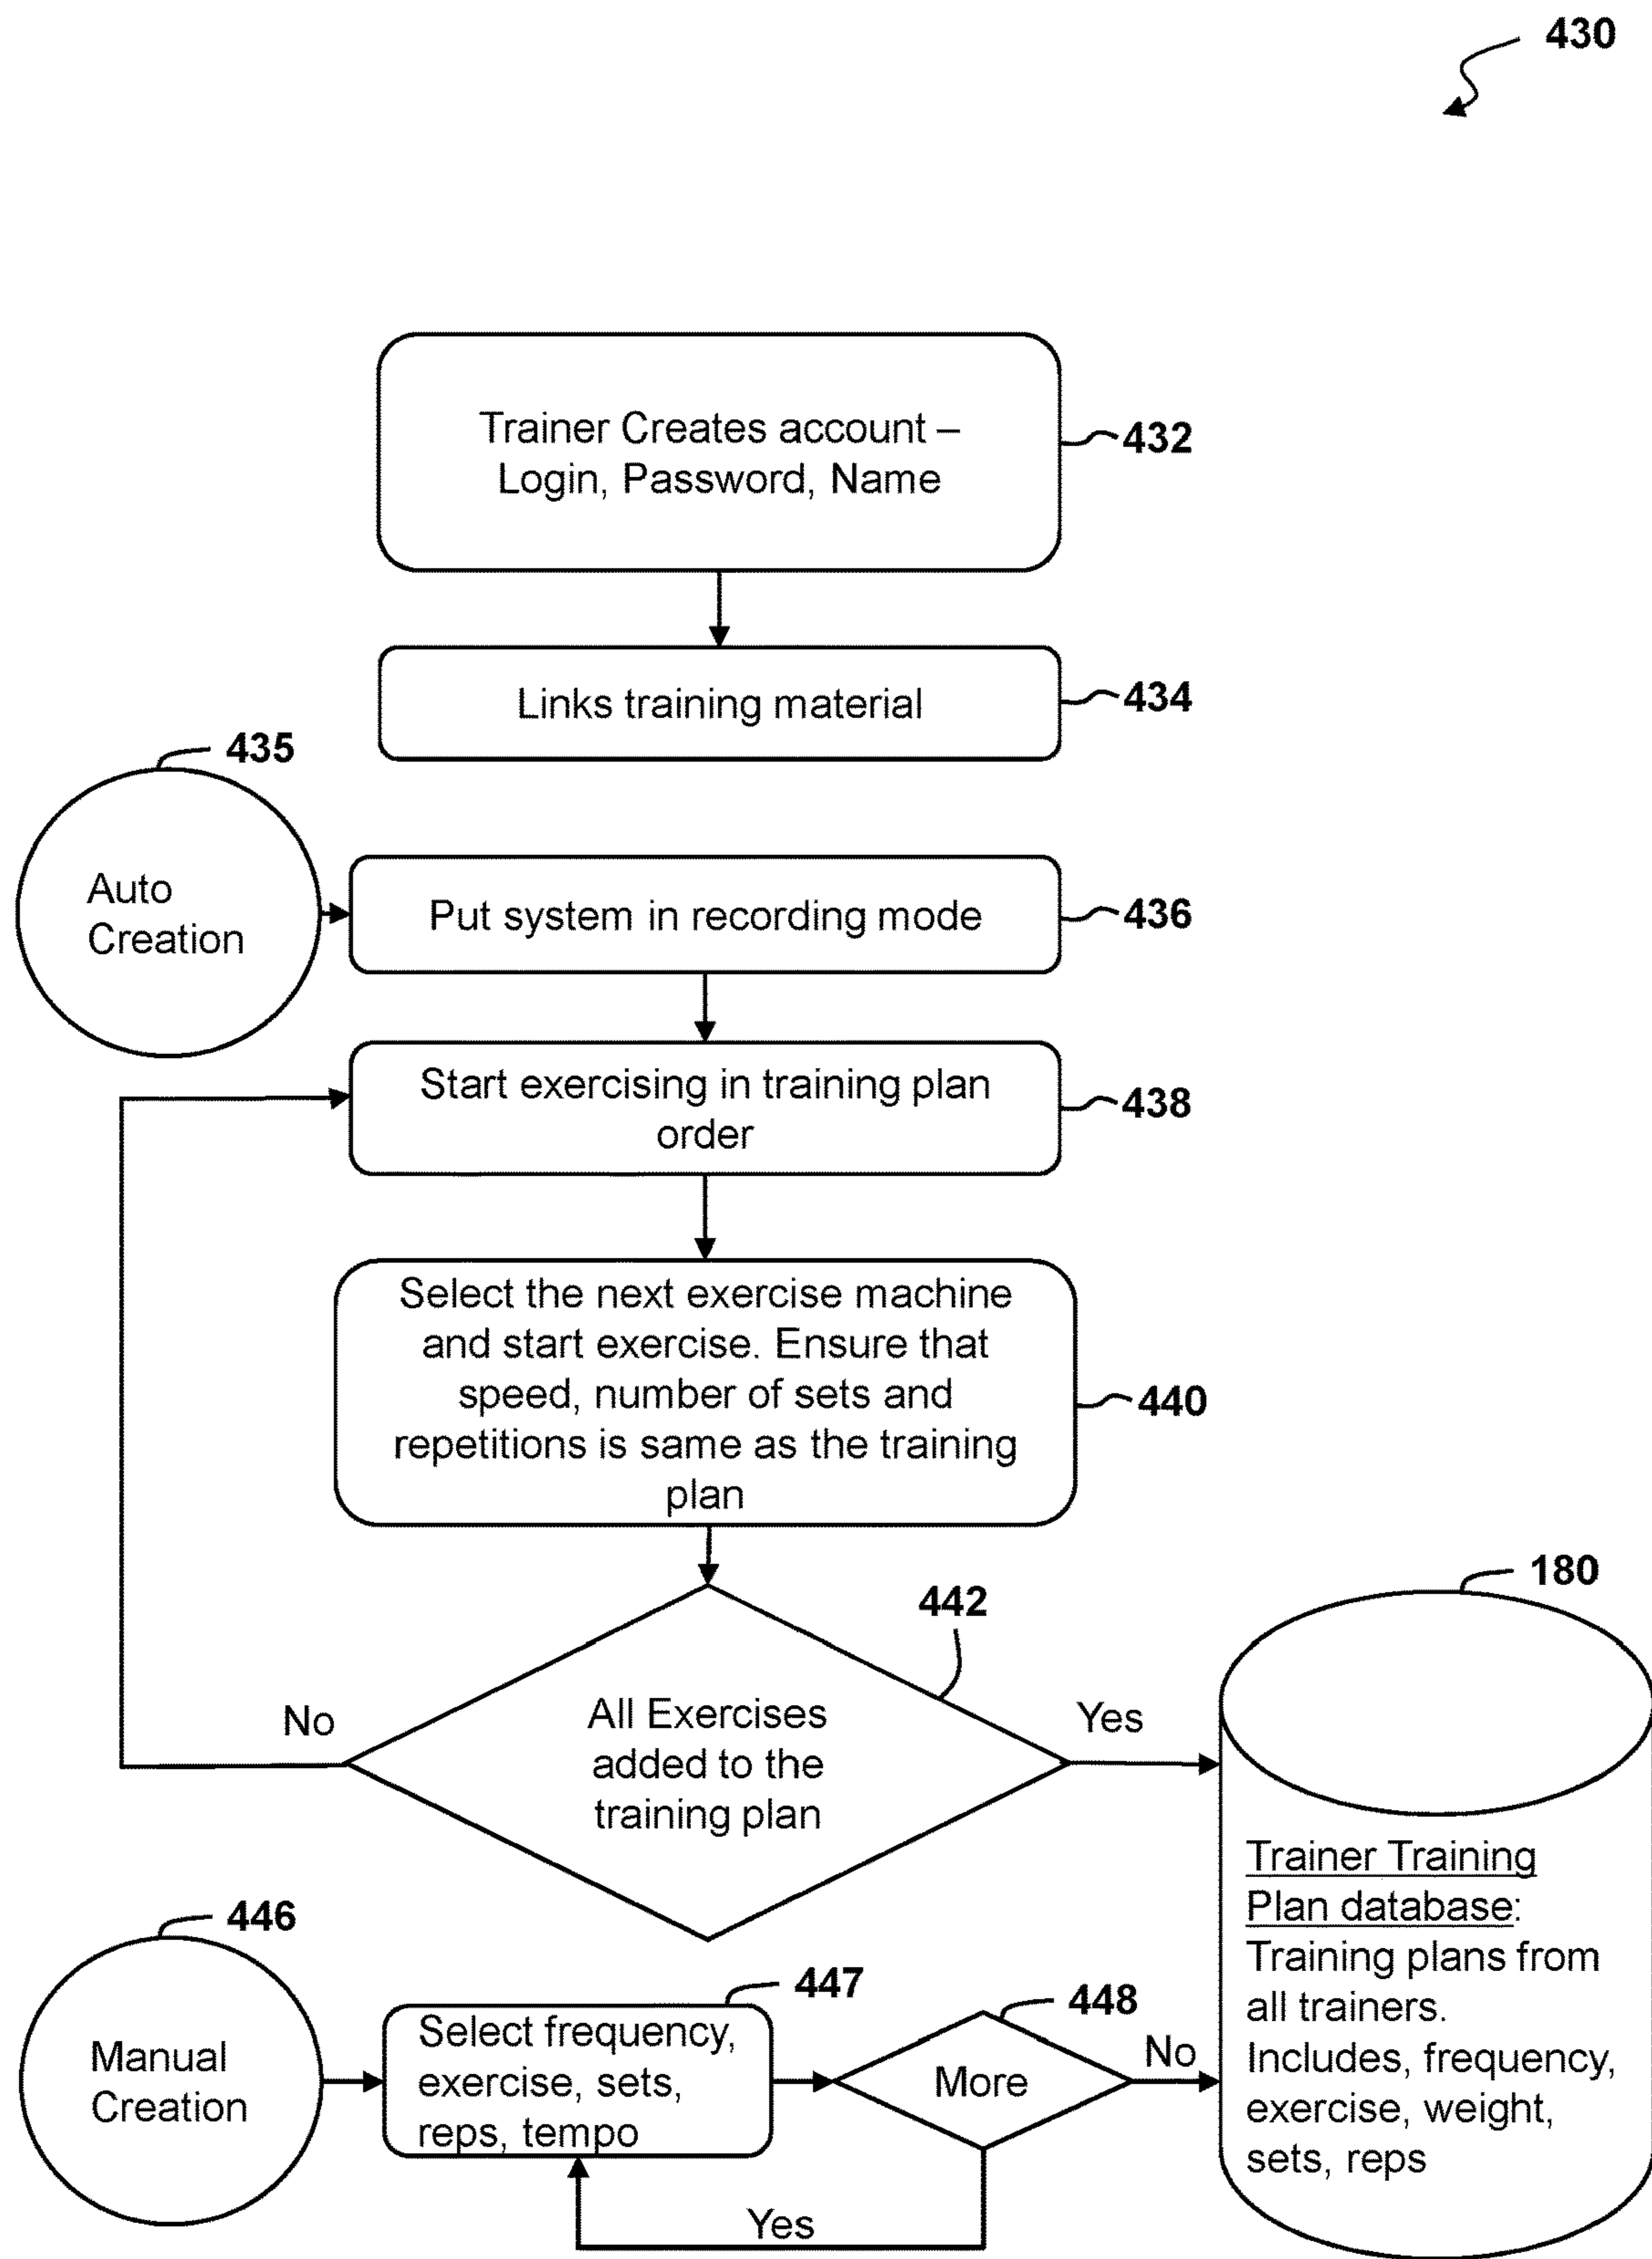 430
Trainer Creates account –
Login, Password, Name
432
Links training material
434
435
Auto
Creation
Put system in recording mode
436
Start exercising in training plan
order
438
Select the next exercise machine
and start exercise. Ensure that
speed, number of sets and
repetitions is same as the training
plan
440
442
All Exercises
added to the
training plan
No
Yes
180
Trainer Training
Plan database:
Training plans from
all trainers.
Includes, frequency,
exercise, weight,
sets, reps
446
Manual
Creation
447
Select frequency,
exercise, sets,
reps, tempo
448
More
No
Yes